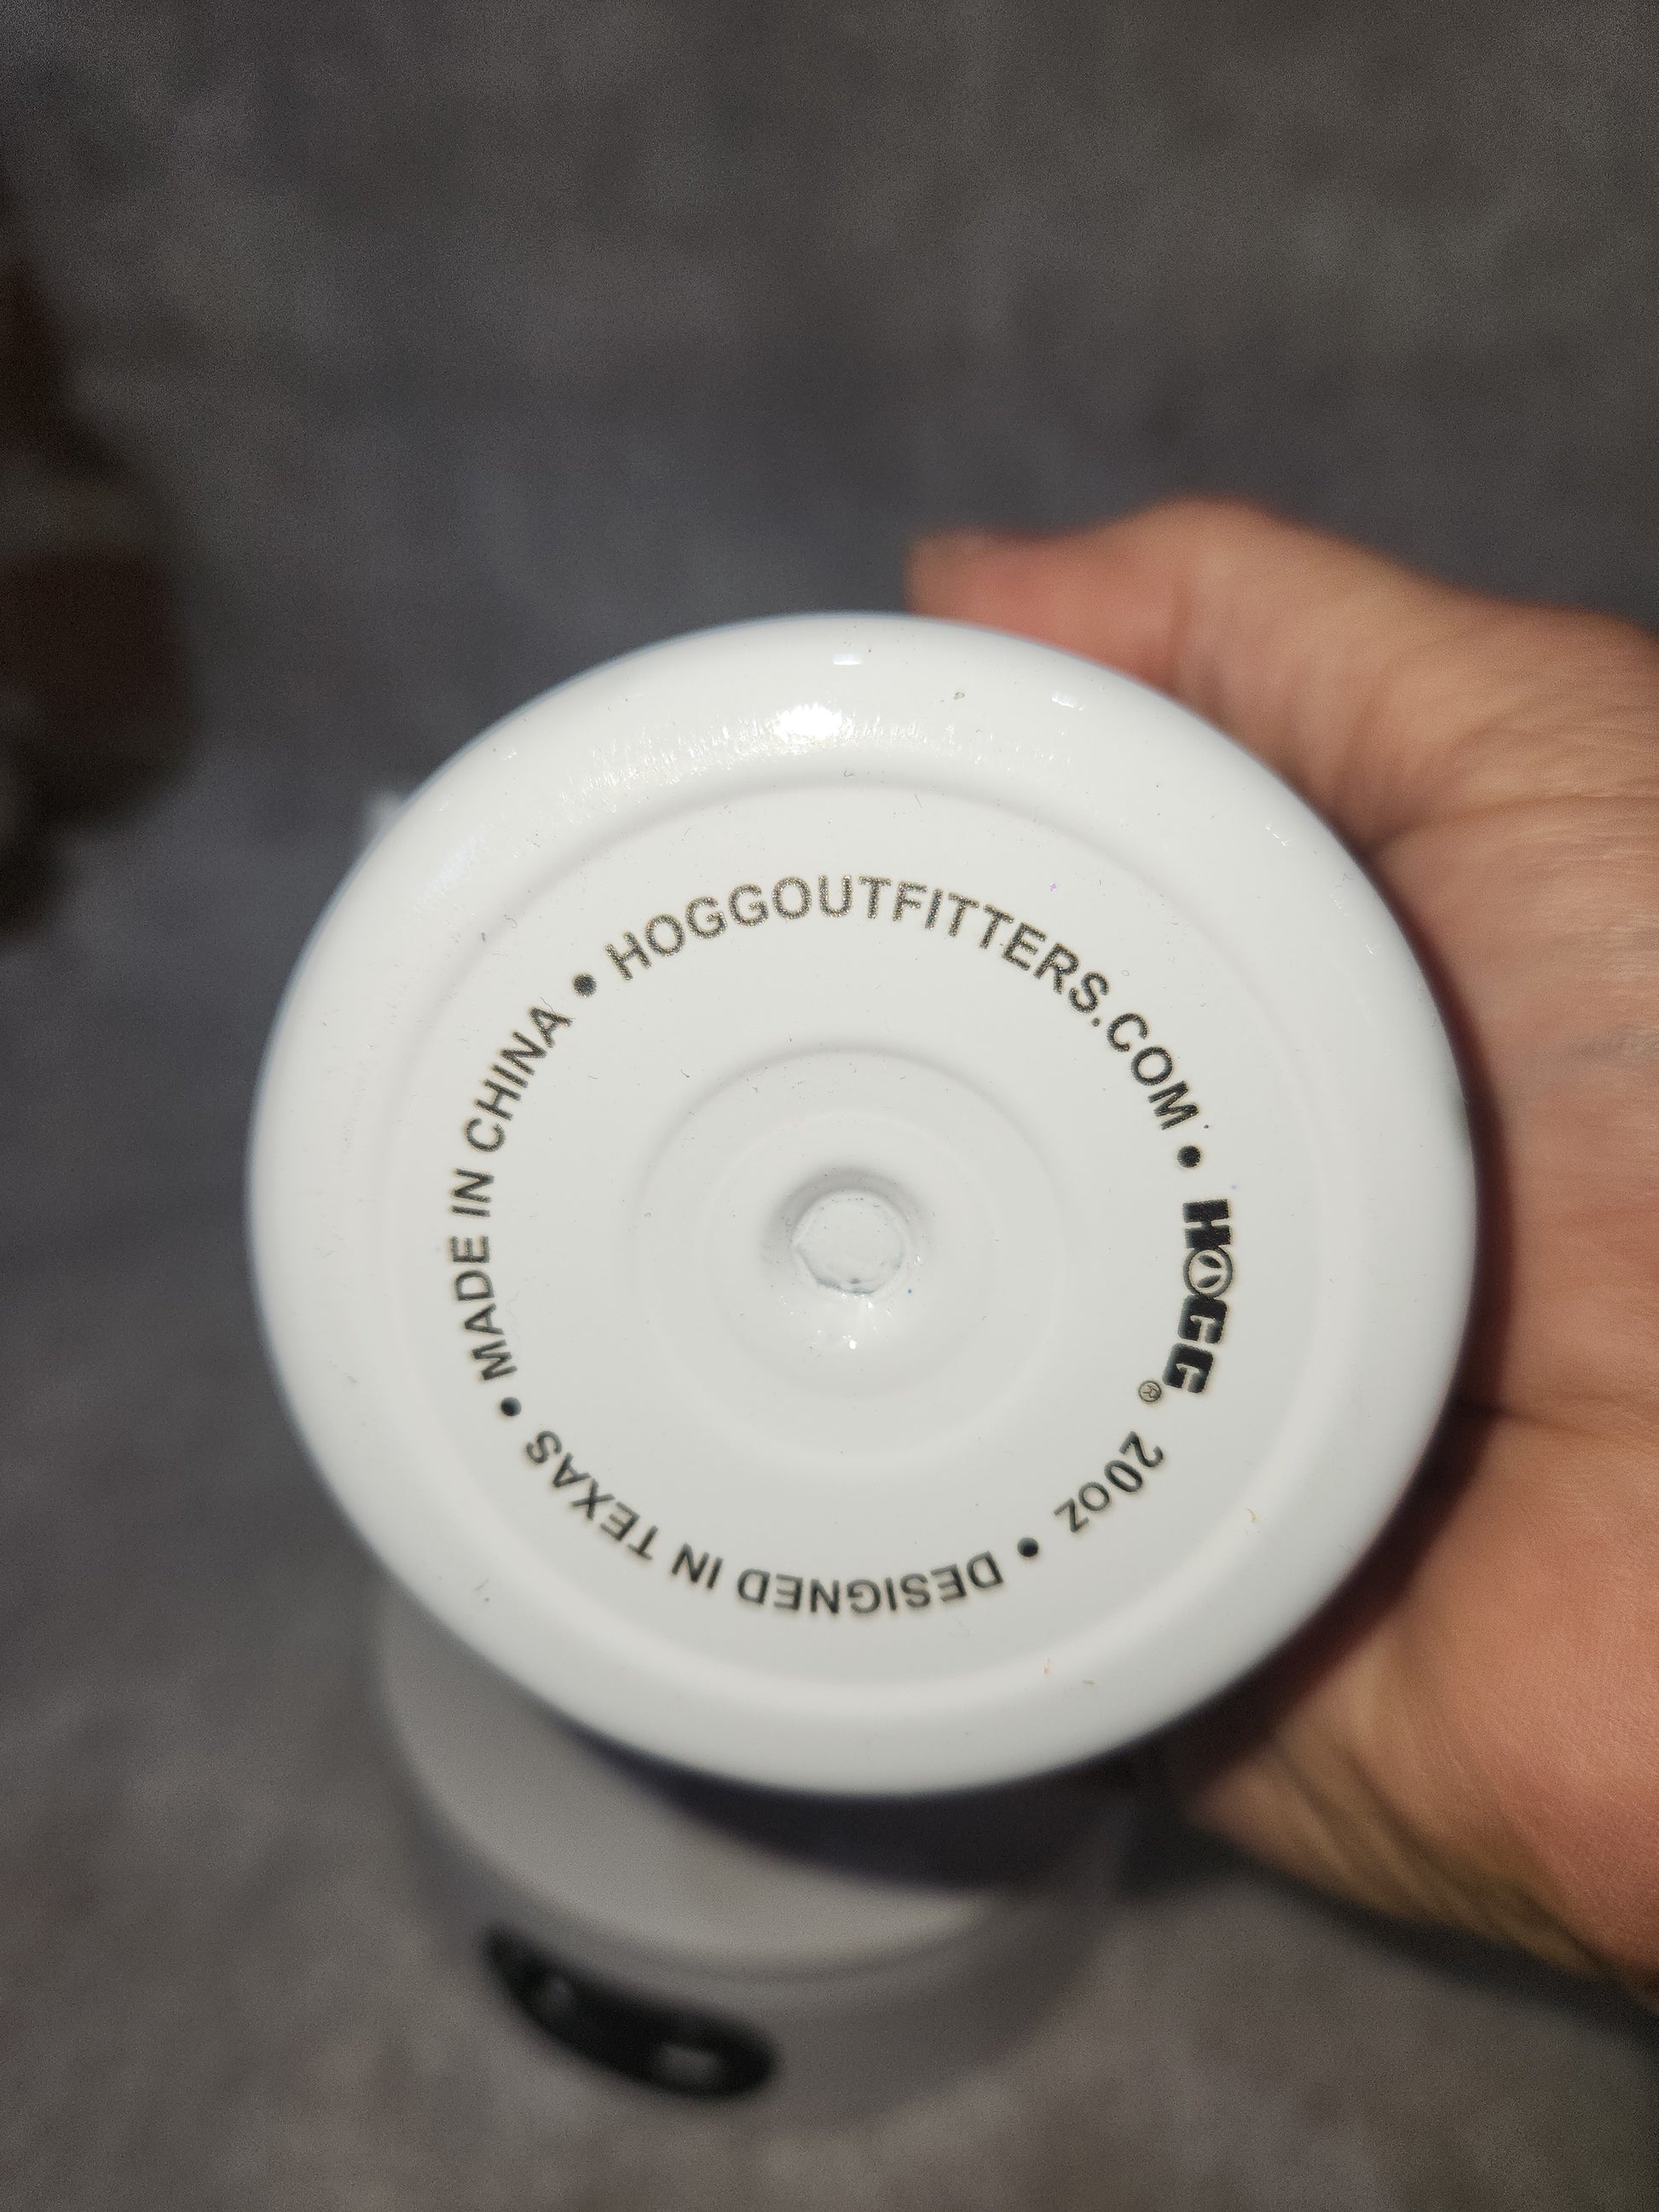 HOGGOUTFITTERS.COM • HOGG® 20oz • DESIGNED IN TEXAS • MADE IN CHINA •